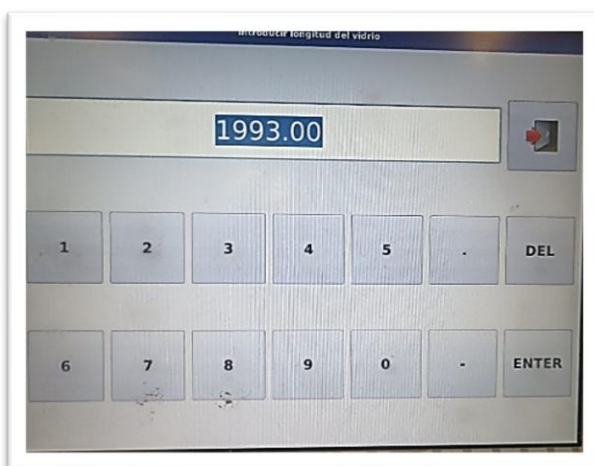 Introducir longitud del vidrio
1993.00
1 2 3 4 5 . DEL
6 7 8 9 0 - ENTER